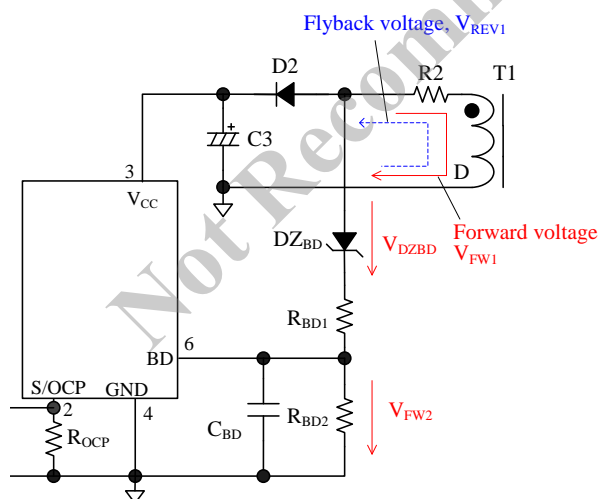 Flyback voltage, VREV1
D2
R2
T1
C3
D
3
VCC
DZBD
VDZBD
Forward voltage
VFW1
RBD1
BD
6
S/OCP
GND
2
4
ROCP
CBD
RBD2
VFW2
Not Recomm